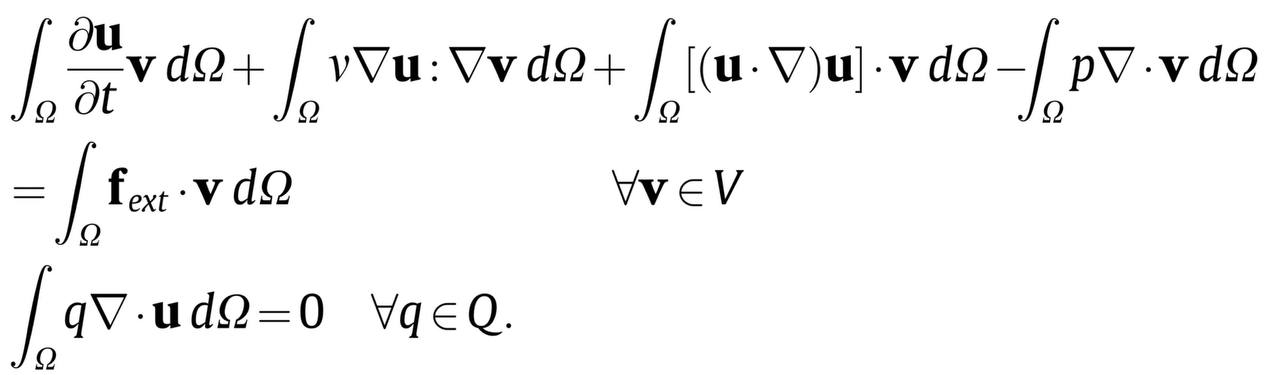 ∫_Ω ∂𝐮/∂t 𝐯 dΩ + ∫_Ω ν∇𝐮 : ∇𝐯 dΩ + ∫_Ω [(𝐮 · ∇)𝐮] · 𝐯 dΩ − ∫_Ω p∇ · 𝐯 dΩ
= ∫_Ω 𝐟_ext · 𝐯 dΩ ∀𝐯 ∈ V
∫_Ω q∇ · 𝐮 dΩ = 0 ∀q ∈ Q.